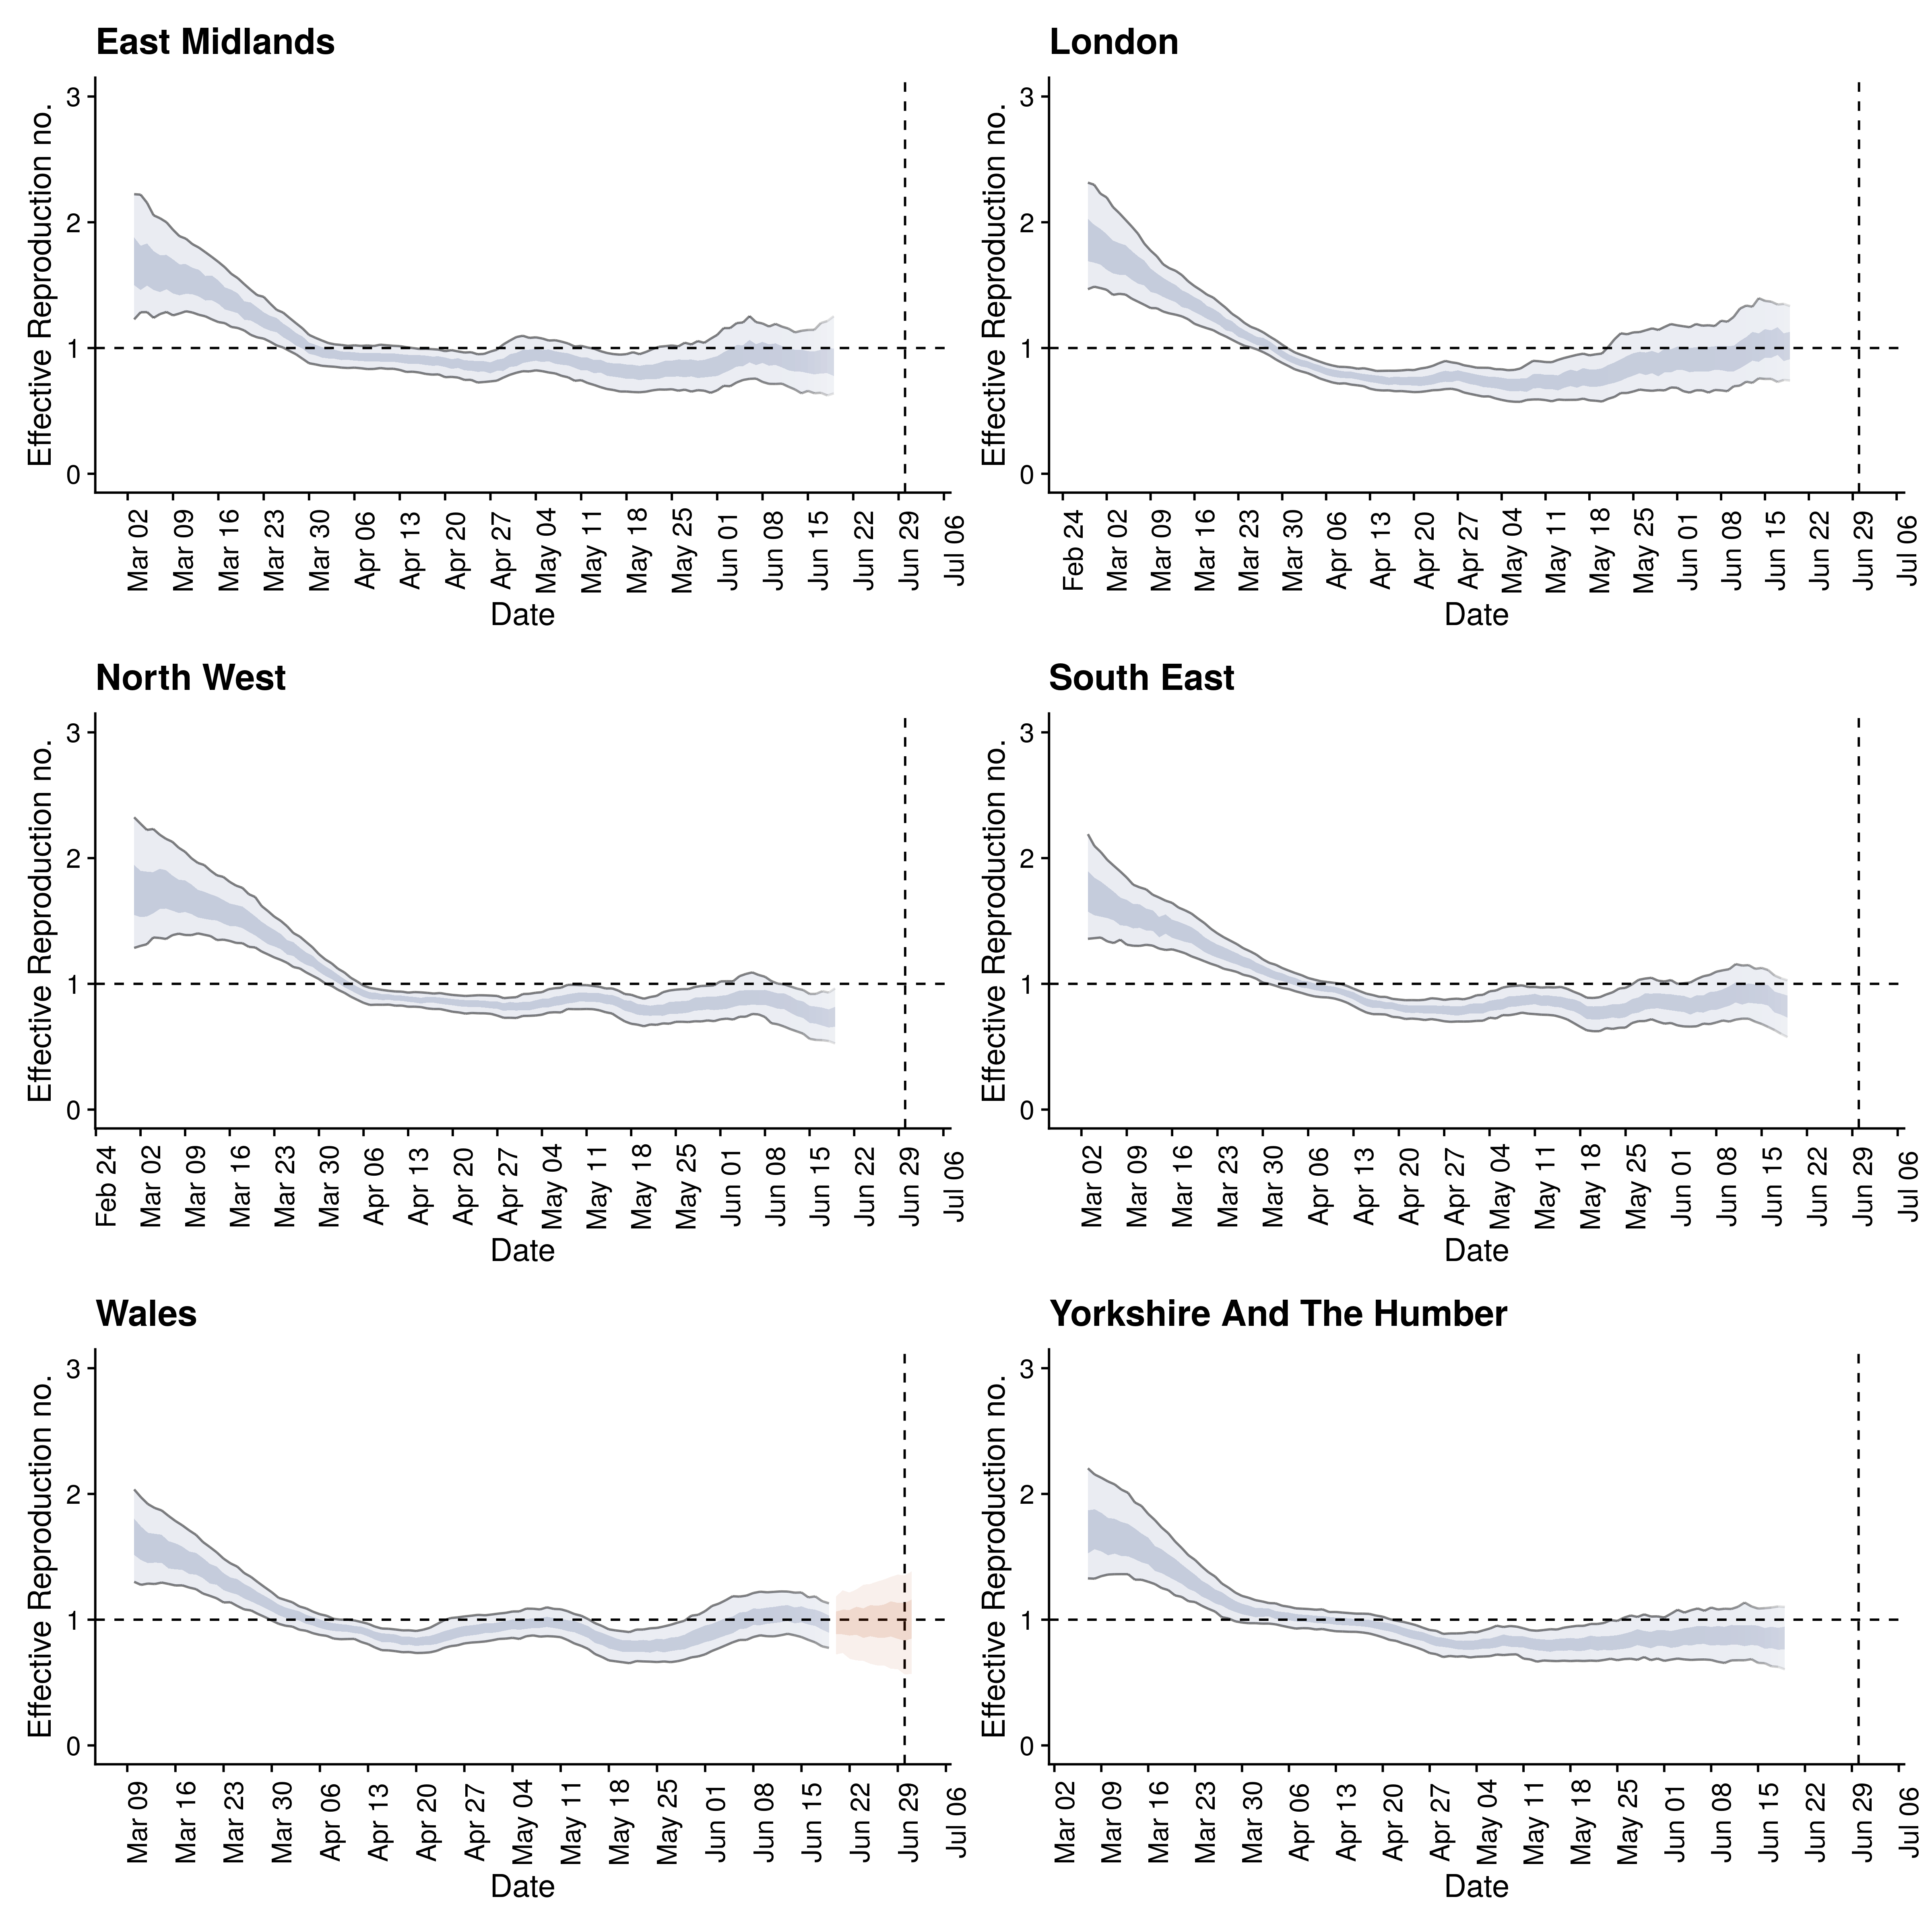 East Midlands
Effective Reproduction no.
3
2
1
0
Mar 02
Mar 09
Mar 16
Mar 23
Mar 30
Apr 06
Apr 13
Apr 20
Apr 27
May 04
May 11
May 18
May 25
Jun 01
Jun 08
Jun 15
Jun 22
Jun 29
Jul 06
Date
London
Effective Reproduction no.
3
2
1
0
Feb 24
Mar 02
Mar 09
Mar 16
Mar 23
Mar 30
Apr 06
Apr 13
Apr 20
Apr 27
May 04
May 11
May 18
May 25
Jun 01
Jun 08
Jun 15
Jun 22
Jun 29
Jul 06
Date
North West
Effective Reproduction no.
3
2
1
0
Feb 24
Mar 02
Mar 09
Mar 16
Mar 23
Mar 30
Apr 06
Apr 13
Apr 20
Apr 27
May 04
May 11
May 18
May 25
Jun 01
Jun 08
Jun 15
Jun 22
Jun 29
Jul 06
Date
South East
Effective Reproduction no.
3
2
1
0
Mar 02
Mar 09
Mar 16
Mar 23
Mar 30
Apr 06
Apr 13
Apr 20
Apr 27
May 04
May 11
May 18
May 25
Jun 01
Jun 08
Jun 15
Jun 22
Jun 29
Jul 06
Date
Wales
Effective Reproduction no.
3
2
1
0
Mar 09
Mar 16
Mar 23
Mar 30
Apr 06
Apr 13
Apr 20
Apr 27
May 04
May 11
May 18
May 25
Jun 01
Jun 08
Jun 15
Jun 22
Jun 29
Jul 06
Date
Yorkshire And The Humber
Effective Reproduction no.
3
2
1
0
Mar 02
Mar 09
Mar 16
Mar 23
Mar 30
Apr 06
Apr 13
Apr 20
Apr 27
May 04
May 11
May 18
May 25
Jun 01
Jun 08
Jun 15
Jun 22
Jun 29
Jul 06
Date